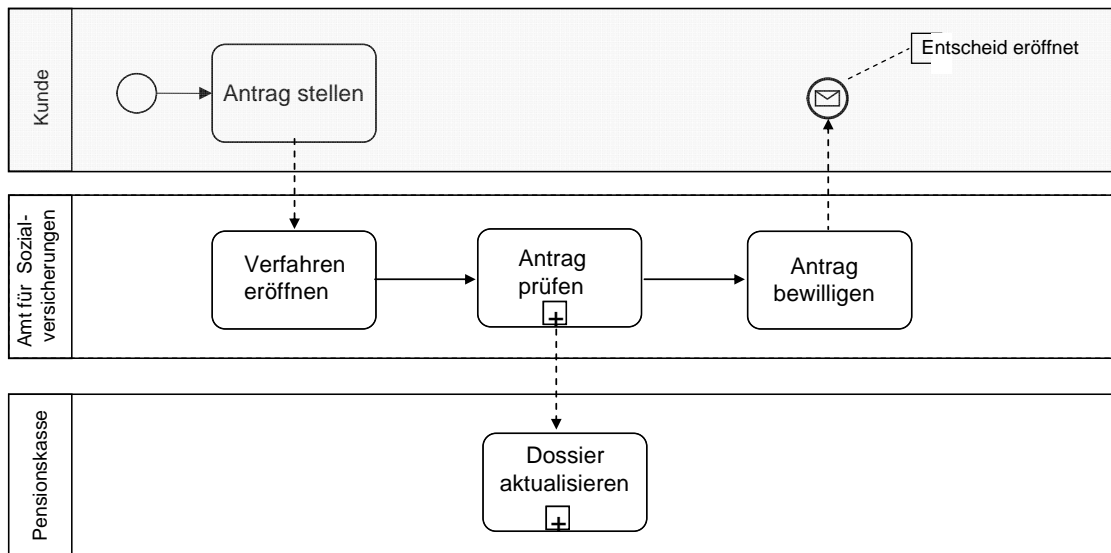 Kunde
Antrag stellen
Entscheid eröffnet
Amt für Sozial-
versicherungen
Verfahren
eröffnen
Antrag
prüfen
Antrag
bewilligen
Pensionskasse
Dossier
aktualisieren